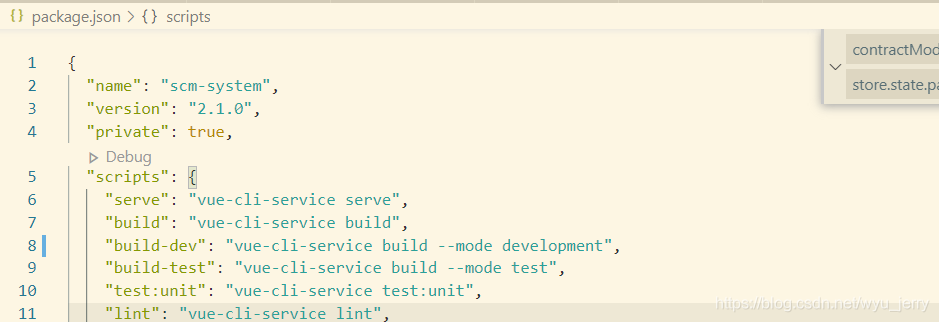 {} package.json > {} scripts
contractMod
store.state.pa
1 {
2 "name": "scm-system",
3 "version": "2.1.0",
4 "private": true,
Debug
5 "scripts": {
6 "serve": "vue-cli-service serve",
7 "build": "vue-cli-service build",
8 "build-dev": "vue-cli-service build --mode development",
9 "build-test": "vue-cli-service build --mode test",
10 "test:unit": "vue-cli-service test:unit",
11 "lint": "vue-cli-service lint",
https://blog.csdn.net/wyu_jerry